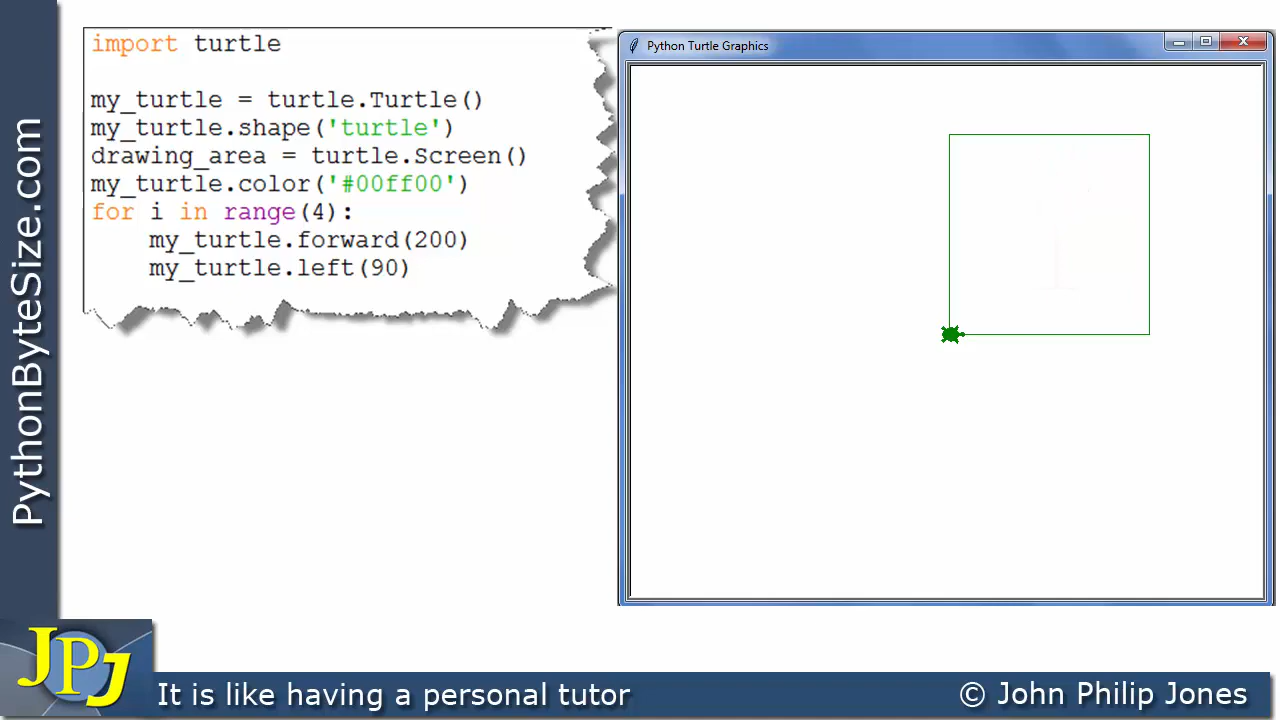 PythonByteSize.com
import turtle
my_turtle = turtle.Turtle()
my_turtle.shape('turtle')
drawing_area = turtle.Screen()
my_turtle.color('#00ff00')
for i in range(4):
    my_turtle.forward(200)
    my_turtle.left(90)
Python Turtle Graphics
JPJ
It is like having a personal tutor
© John Philip Jones